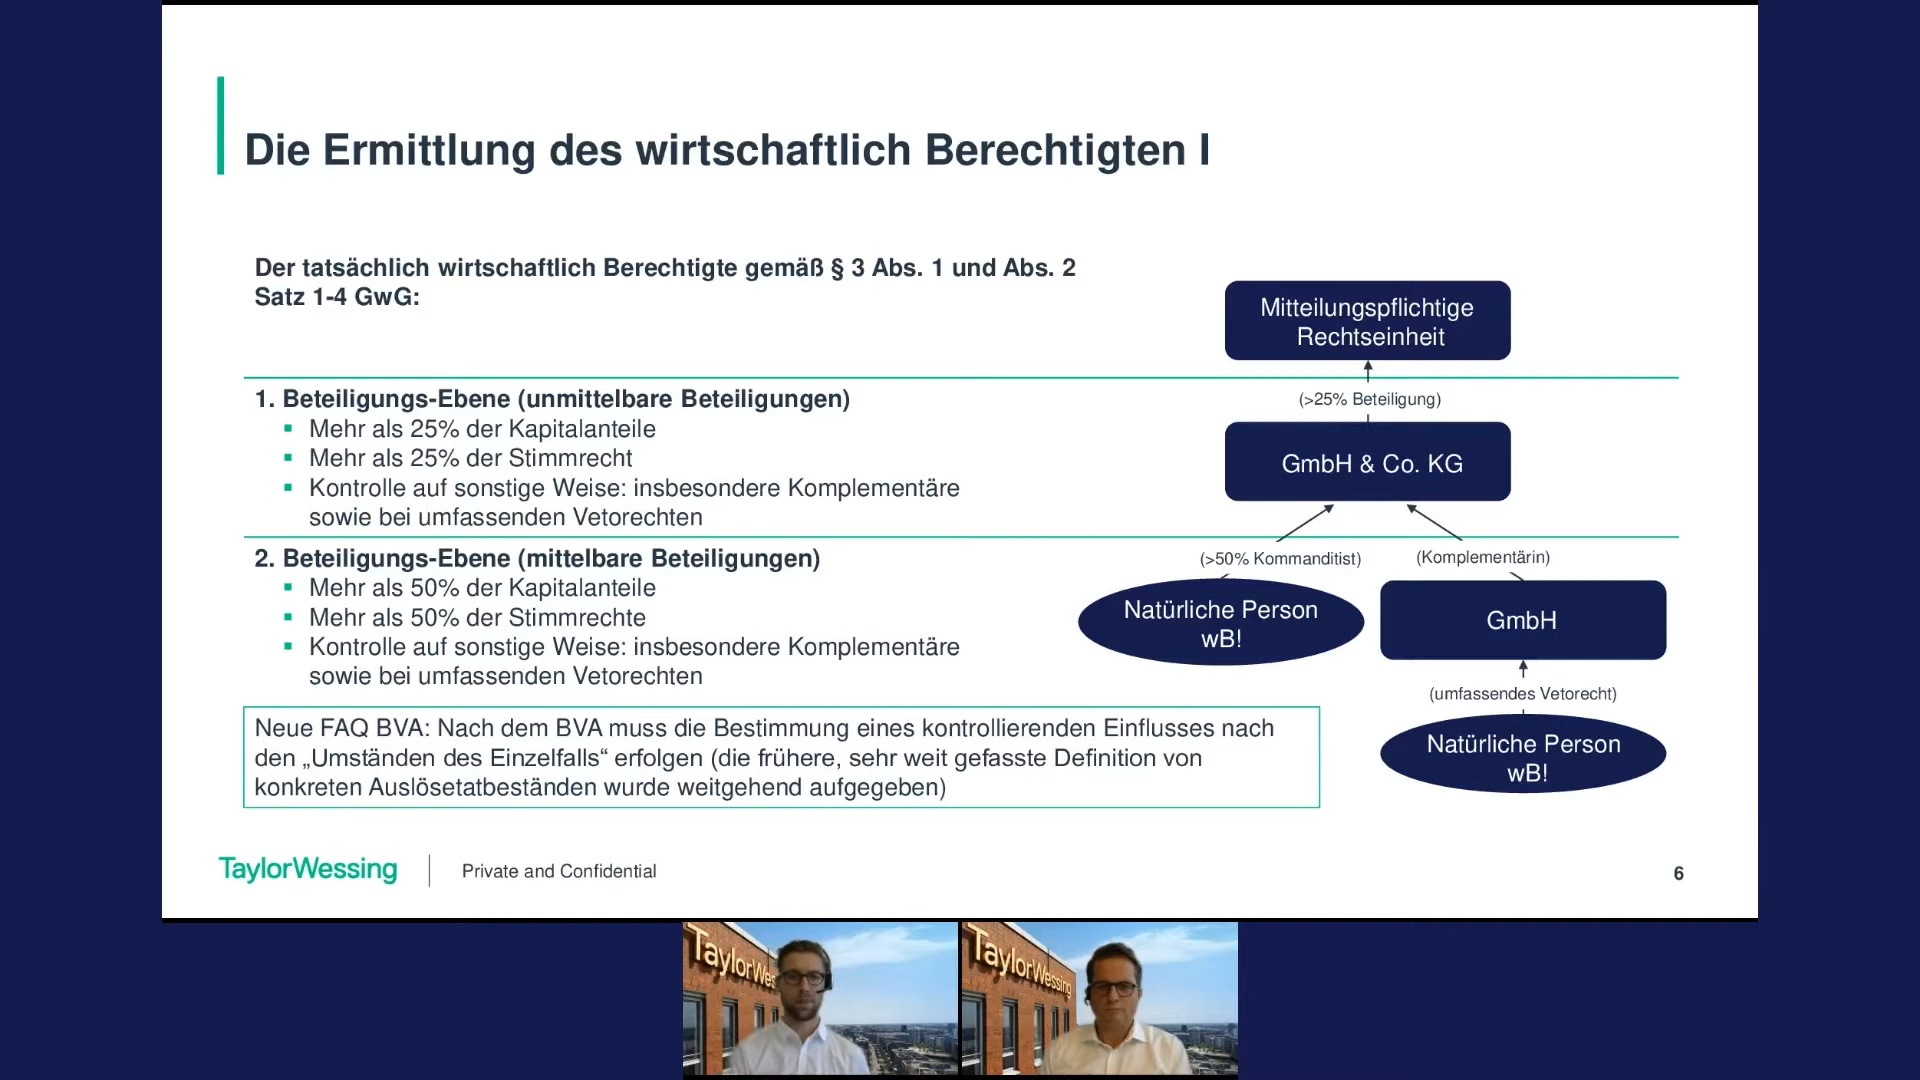 Die Ermittlung des wirtschaftlich Berechtigten I
Der tatsächlich wirtschaftlich Berechtigte gemäß § 3 Abs. 1 und Abs. 2
Satz 1-4 GwG:
1. Beteiligungs-Ebene (unmittelbare Beteiligungen)
Mehr als 25% der Kapitalanteile
Mehr als 25% der Stimmrecht
Kontrolle auf sonstige Weise: insbesondere Komplementäre
sowie bei umfassenden Vetorechten
2. Beteiligungs-Ebene (mittelbare Beteiligungen)
Mehr als 50% der Kapitalanteile
Mehr als 50% der Stimmrechte
Kontrolle auf sonstige Weise: insbesondere Komplementäre
sowie bei umfassenden Vetorechten
Neue FAQ BVA: Nach dem BVA muss die Bestimmung eines kontrollierenden Einflusses nach
den „Umständen des Einzelfalls“ erfolgen (die frühere, sehr weit gefasste Definition von
konkreten Auslösetatbeständen wurde weitgehend aufgegeben)
Mitteilungspflichtige
Rechtseinheit
(>25% Beteiligung)
GmbH & Co. KG
(>50% Kommanditist)
(Komplementärin)
Natürliche Person
wB!
GmbH
(umfassendes Vetorecht)
Natürliche Person
wB!
TaylorWessing
Private and Confidential
6
TaylorWes
TaylorWessing